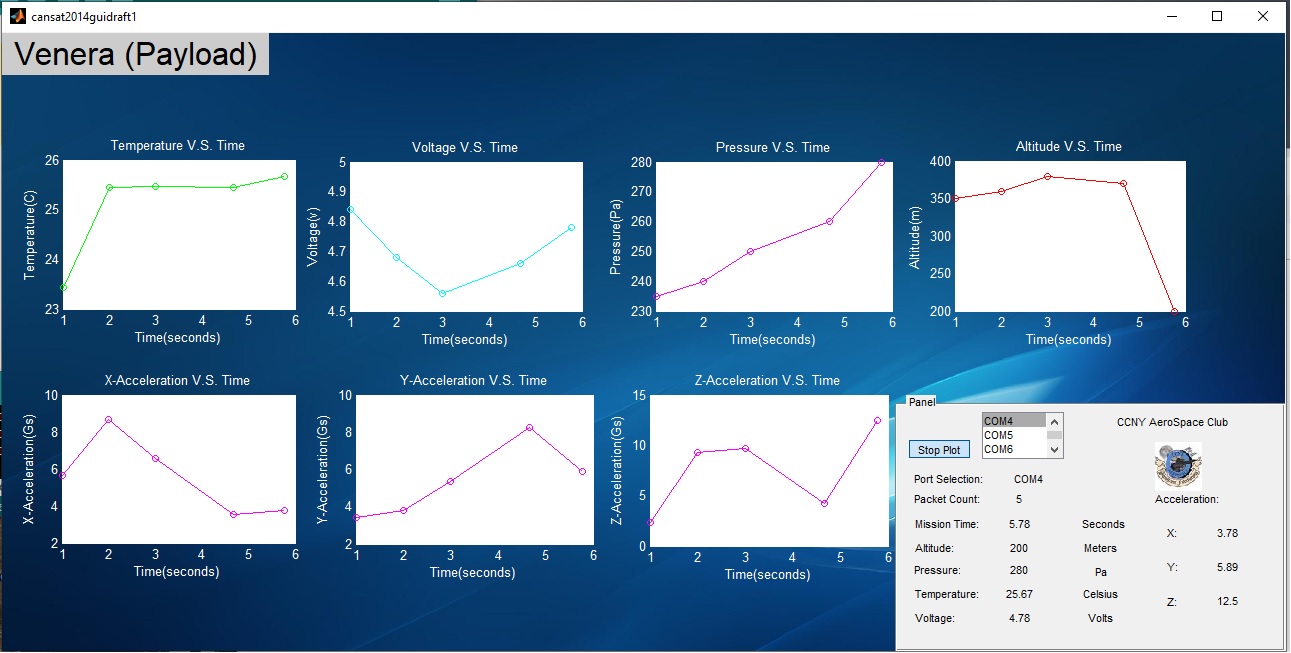 cansat2014guidraft1
Venera (Payload)
Temperature V.S. Time
26
25
24
23
Temperature(C)
1 2 3 4 5 6
Time(seconds)
Voltage V.S. Time
5
4.9
4.8
4.7
4.6
4.5
Voltage(v)
1 2 3 4 5 6
Time(seconds)
Pressure V.S. Time
280
270
260
250
240
230
Pressure(Pa)
1 2 3 4 5 6
Time(seconds)
Altitude V.S. Time
400
350
300
250
200
Altitude(m)
1 2 3 4 5 6
Time(seconds)
X-Acceleration V.S. Time
10
8
6
4
2
X-Acceleration(Gs)
1 2 3 4 5 6
Time(seconds)
Y-Acceleration V.S. Time
10
8
6
4
2
Y-Acceleration(Gs)
1 2 3 4 5 6
Time(seconds)
Z-Acceleration V.S. Time
15
10
5
0
Z-Acceleration(Gs)
1 2 3 4 5 6
Time(seconds)
Panel
Stop Plot
COM4
COM5
COM6
CCNY AeroSpace Club
Port Selection: COM4
Packet Count: 5
Mission Time: 5.78 Seconds
Altitude: 200 Meters
Pressure: 280 Pa
Temperature: 25.67 Celsius
Voltage: 4.78 Volts
Acceleration:
X: 3.78
Y: 5.89
Z: 12.5